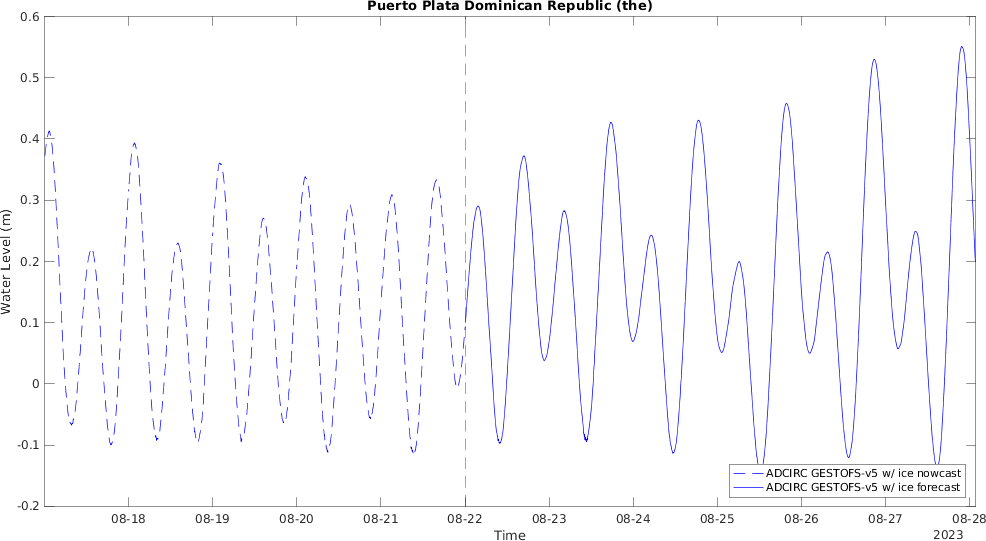 Puerto Plata Dominican Republic (the)
0.6
0.5
0.4
0.3
0.2
0.1
0
-0.1
-0.2
Water Level (m)
ADCIRC GESTOFS-v5 w/ ice nowcast
ADCIRC GESTOFS-v5 w/ ice forecast
08-18 08-19 08-20 08-21 08-22 08-23 08-24 08-25 08-26 08-27 08-28
Time
2023